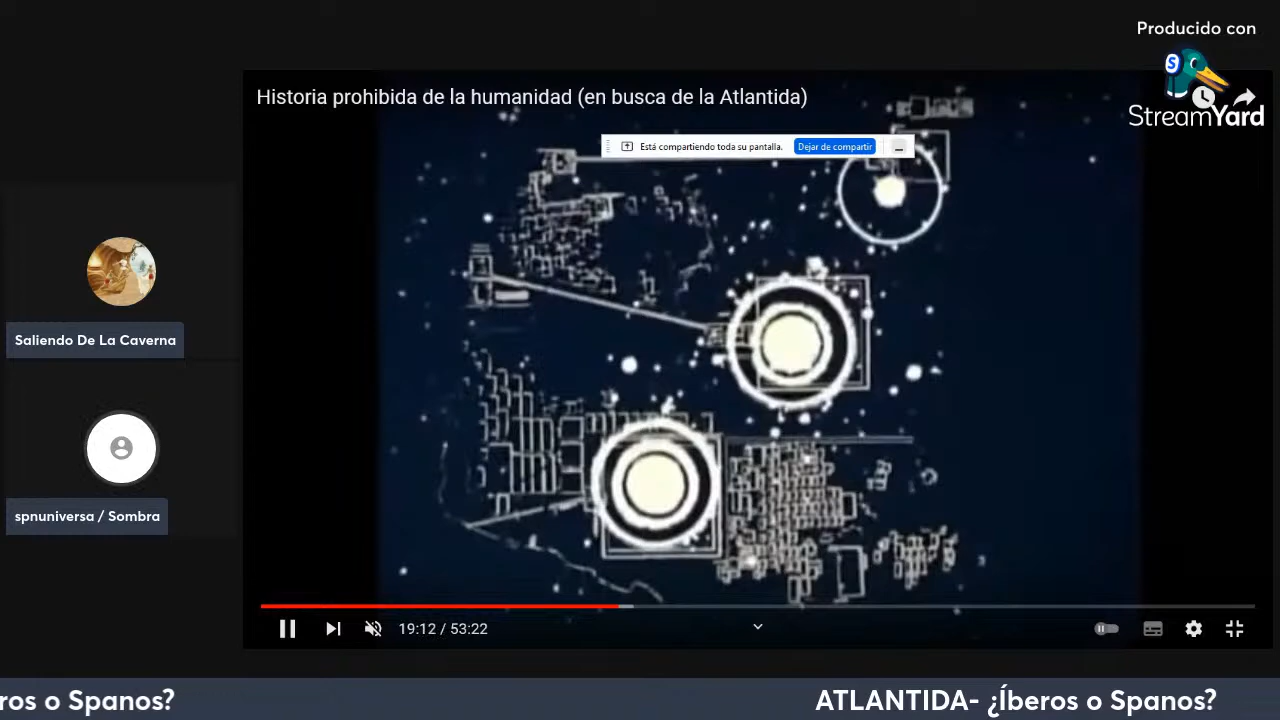 Producido con
StreamYard
Historia prohibida de la humanidad (en busca de la Atlantida)
Está compartiendo toda su pantalla.
Dejar de compartir
Saliendo De La Caverna
spnuniversa / Sombra
19:12 / 53:22
ros o Spanos?
ATLANTIDA- ¿Íberos o Spanos?